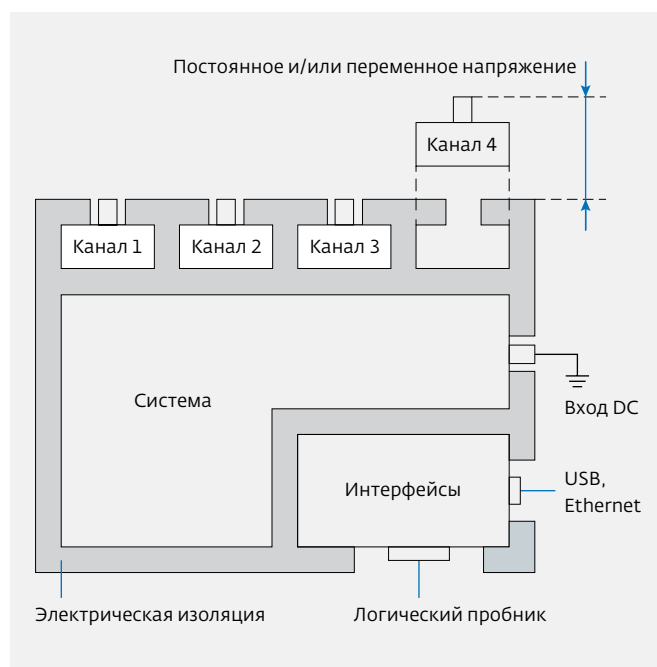 Постоянное и/или переменное напряжение
Канал 4
Канал 1
Канал 2
Канал 3
Система
Вход DC
Интерфейсы
USB,
Ethernet
Электрическая изоляция
Логический пробник